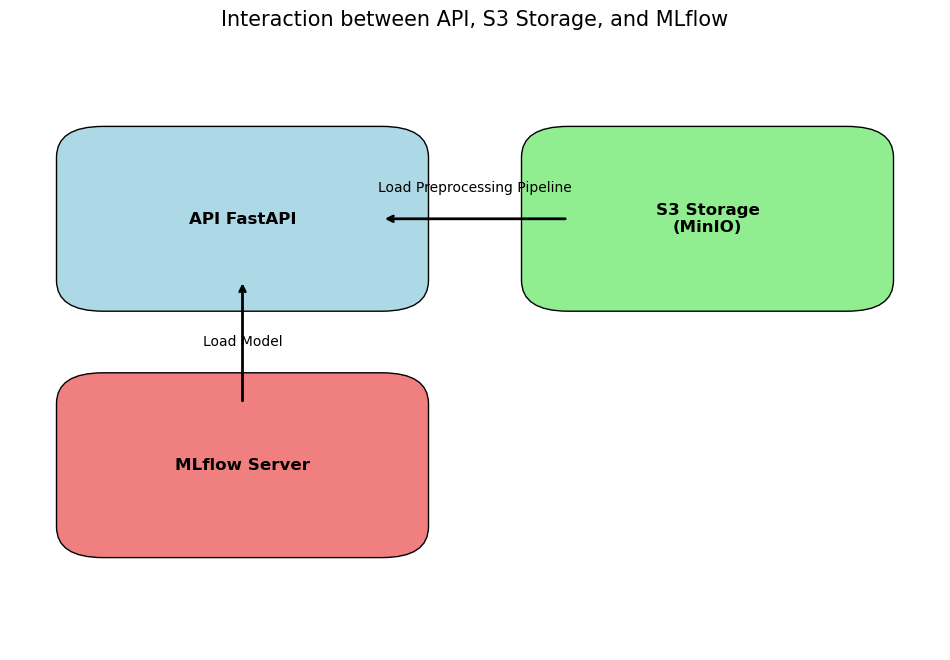 Interaction between API, S3 Storage, and MLflow
Load Preprocessing Pipeline
API FastAPI
S3 Storage
(MinIO)
Load Model
MLflow Server